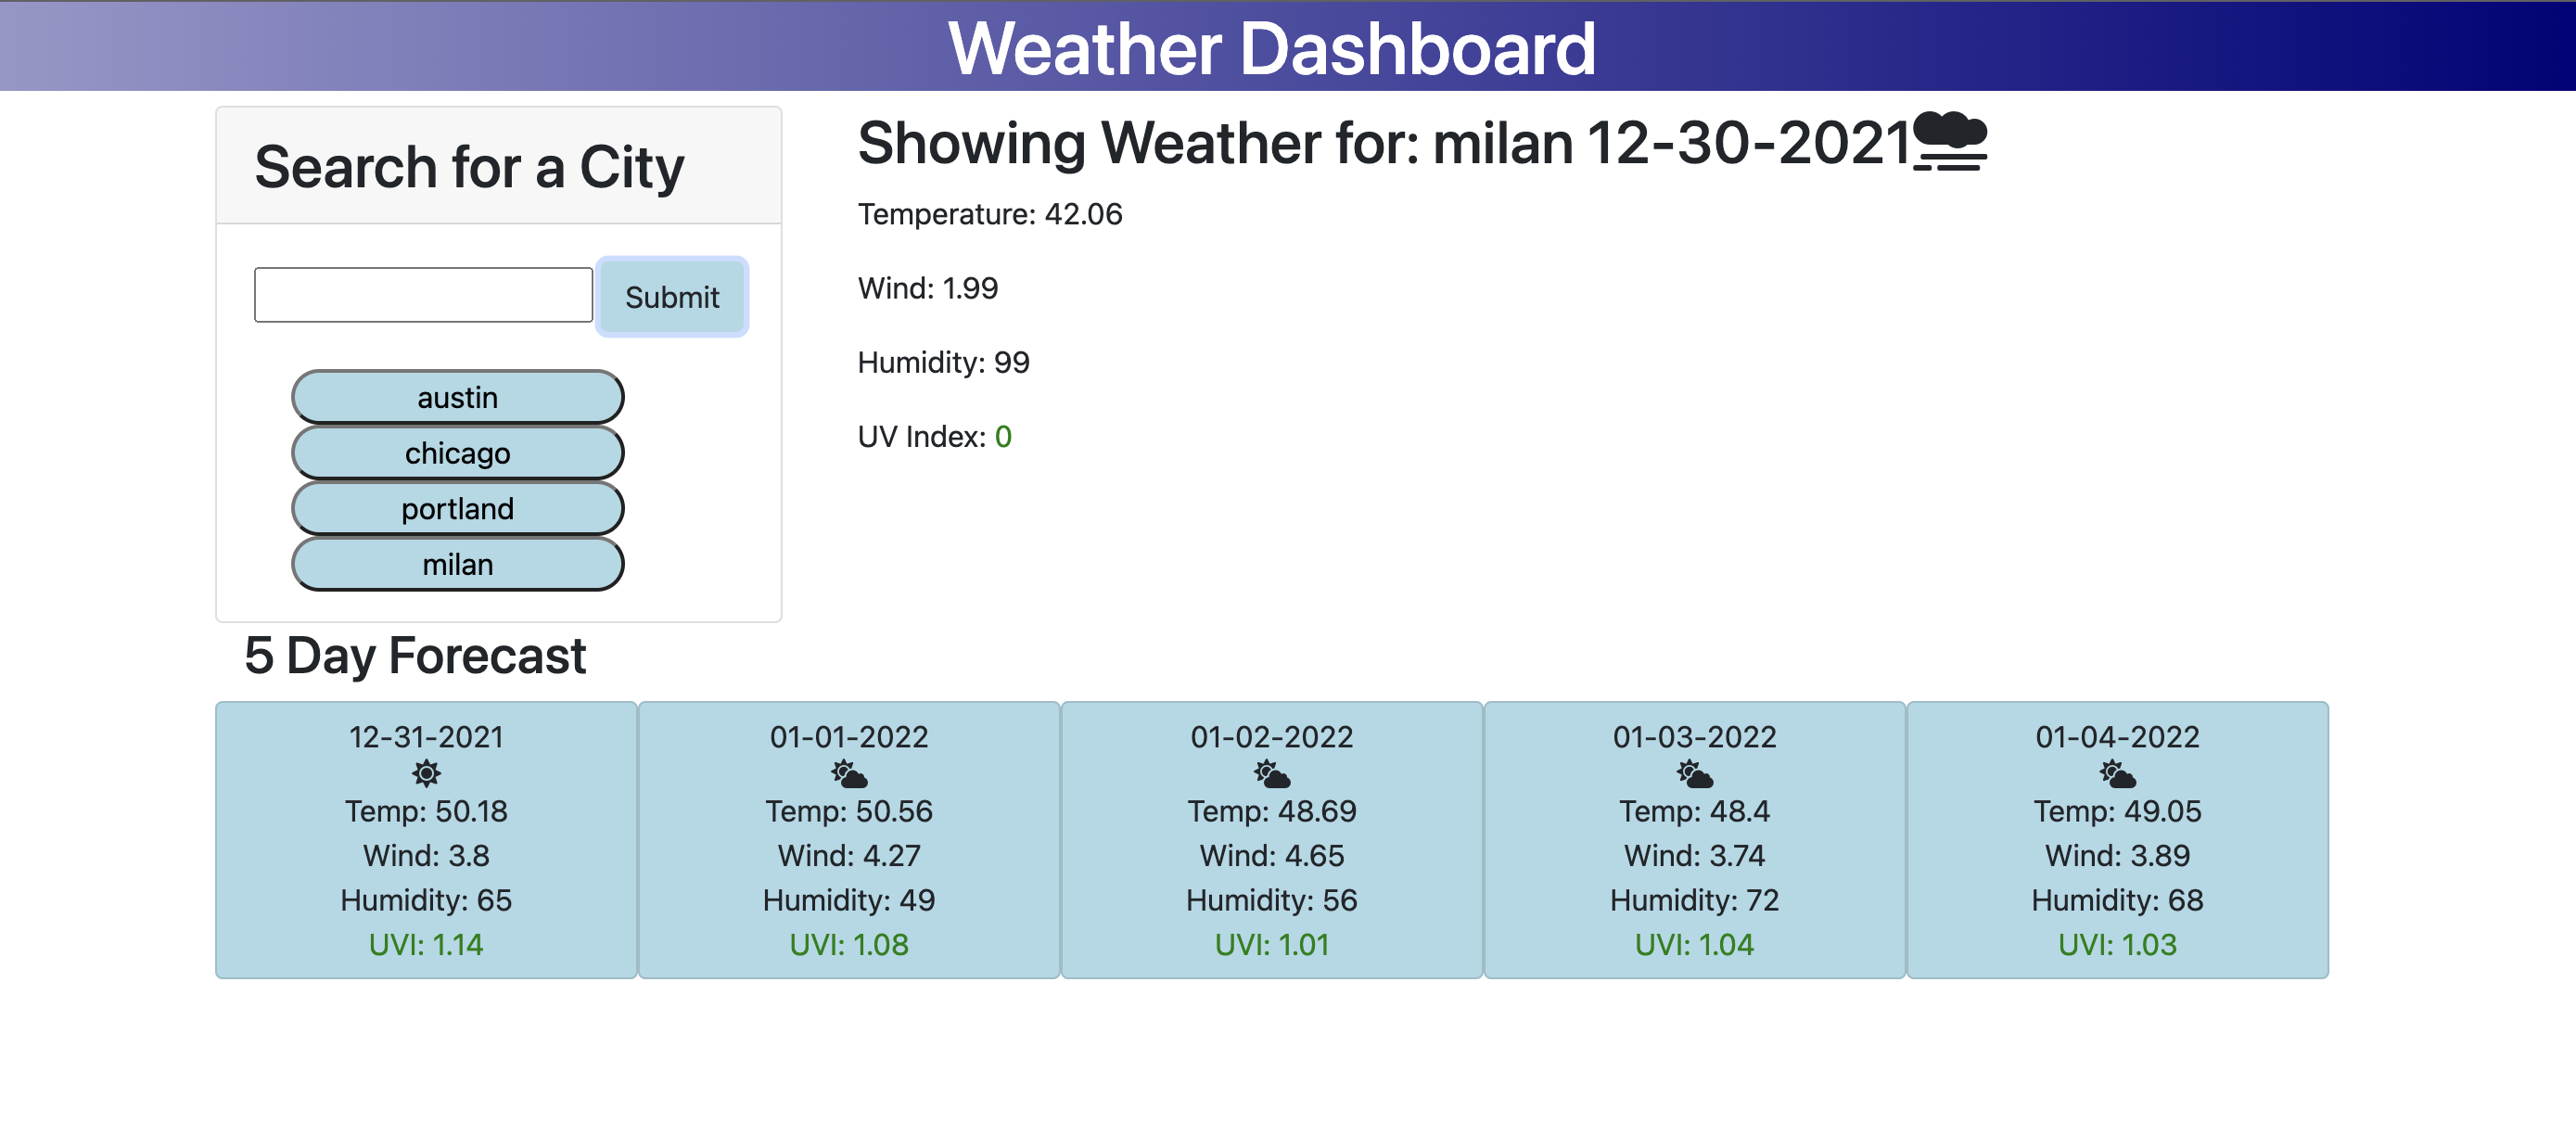 Weather Dashboard
Search for a City
Submit
austin
chicago
portland
milan
Showing Weather for: milan 12-30-2021
Temperature: 42.06
Wind: 1.99
Humidity: 99
UV Index: 0
5 Day Forecast
12-31-2021
Temp: 50.18
Wind: 3.8
Humidity: 65
UVI: 1.14
01-01-2022
Temp: 50.56
Wind: 4.27
Humidity: 49
UVI: 1.08
01-02-2022
Temp: 48.69
Wind: 4.65
Humidity: 56
UVI: 1.01
01-03-2022
Temp: 48.4
Wind: 3.74
Humidity: 72
UVI: 1.04
01-04-2022
Temp: 49.05
Wind: 3.89
Humidity: 68
UVI: 1.03